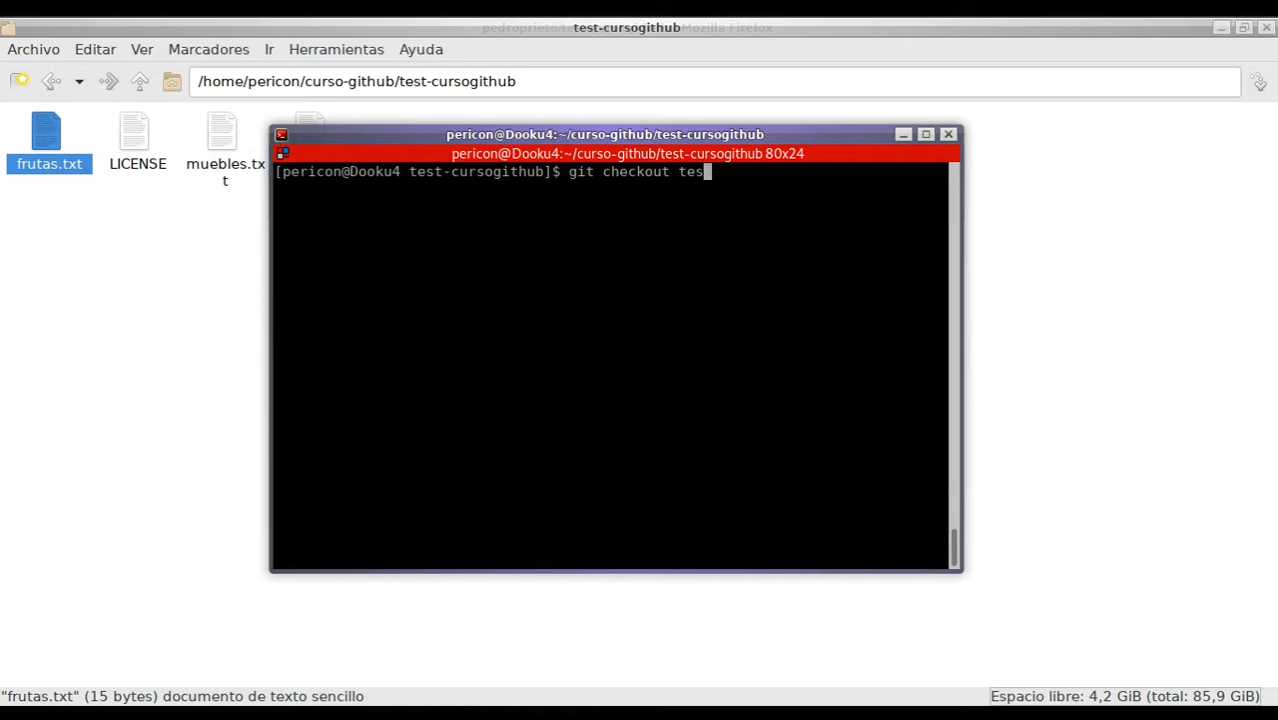 test-cursogithub
Archivo Editar Ver Marcadores Ir Herramientas Ayuda
/home/pericon/curso-github/test-cursogithub
frutas.txt
LICENSE
muebles.tx
t
pericon@Dooku4:~/curso-github/test-cursogithub
pericon@Dooku4:~/curso-github/test-cursogithub 80x24
[pericon@Dooku4 test-cursogithub]$ git checkout tes
"frutas.txt" (15 bytes) documento de texto sencillo
Espacio libre: 4,2 GiB (total: 85,9 GiB)